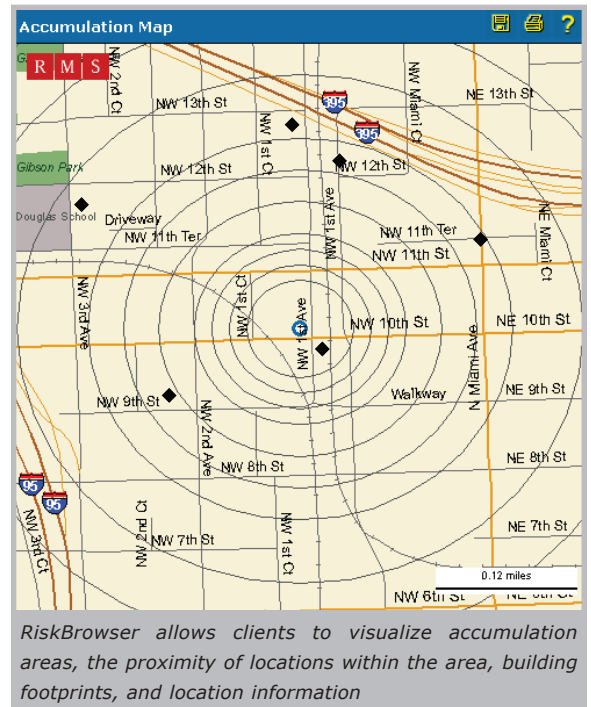 Accumulation Map
?
R M S
NW 2nd Ct
395
NW Miami Ct
NE 13th St
NW 13th St
NW 1st Ct
395
NW 12th St
NW 12th St
Gibson Park
Douglas School
Driveway
NW 11th Ter
NW 1st Ave
NW 11th Ter
NW 11th St
NE Miami Ct
NW 3rd Ave
NW 1st Ct
NW 1st Ave
NW 10th St
NE 10th St
N Miami Ave
NW 9th St
NW 2nd Ave
Walkway
NE 9th St
NW 8th St
NE 8th St
95
95
NW 3rd Ct
NW 2nd Ct
NW 7th St
NW 1st Ct
NE 7th St
0.12 miles
NW 6th St
RiskBrowser allows clients to visualize accumulation
areas, the proximity of locations within the area, building
footprints, and location information